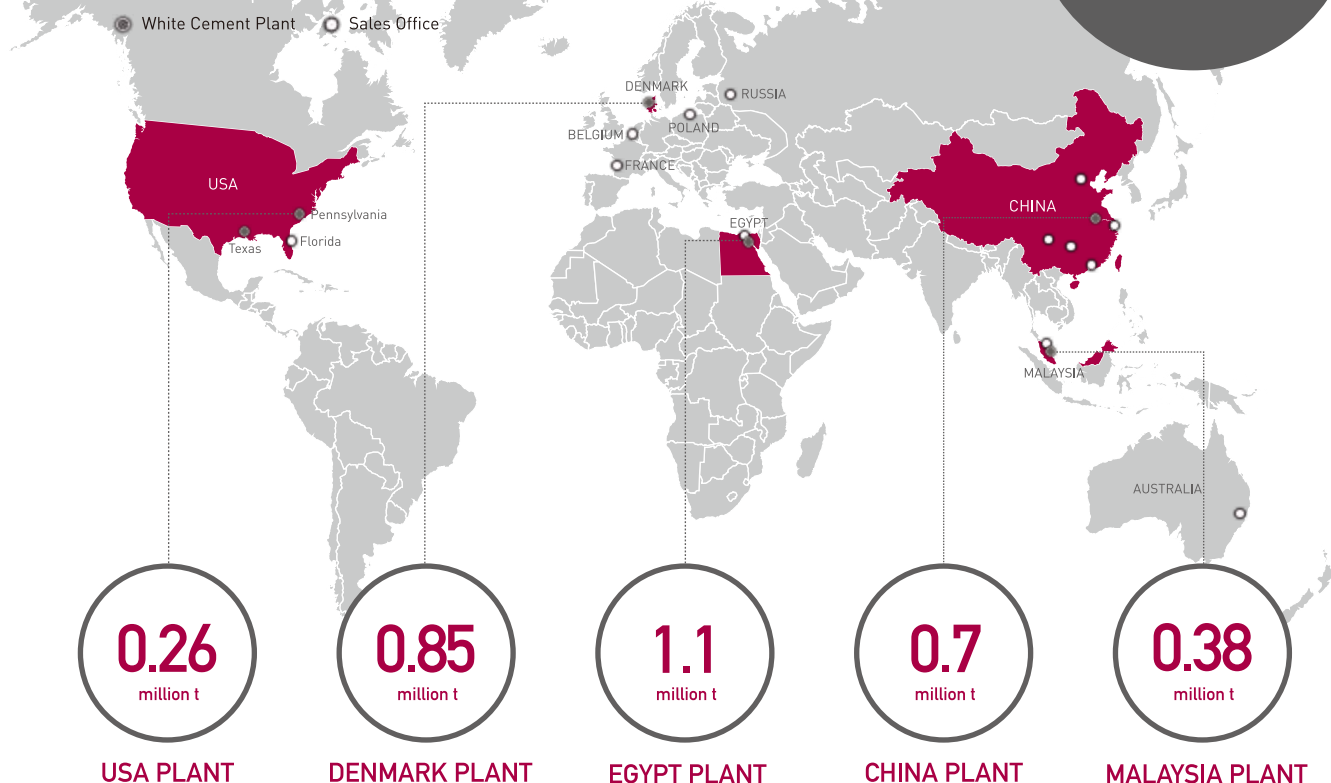 White Cement Plant
Sales Office
DENMARK
RUSSIA
BELGIUM
POLAND
FRANCE
USA
CHINA
Pennsylvania
EGYPT
Texas
Florida
MALAYSIA
AUSTRALIA
0.26
million t
USA PLANT
0.85
million t
DENMARK PLANT
1.1
million t
EGYPT PLANT
0.7
million t
CHINA PLANT
0.38
million t
MALAYSIA PLANT